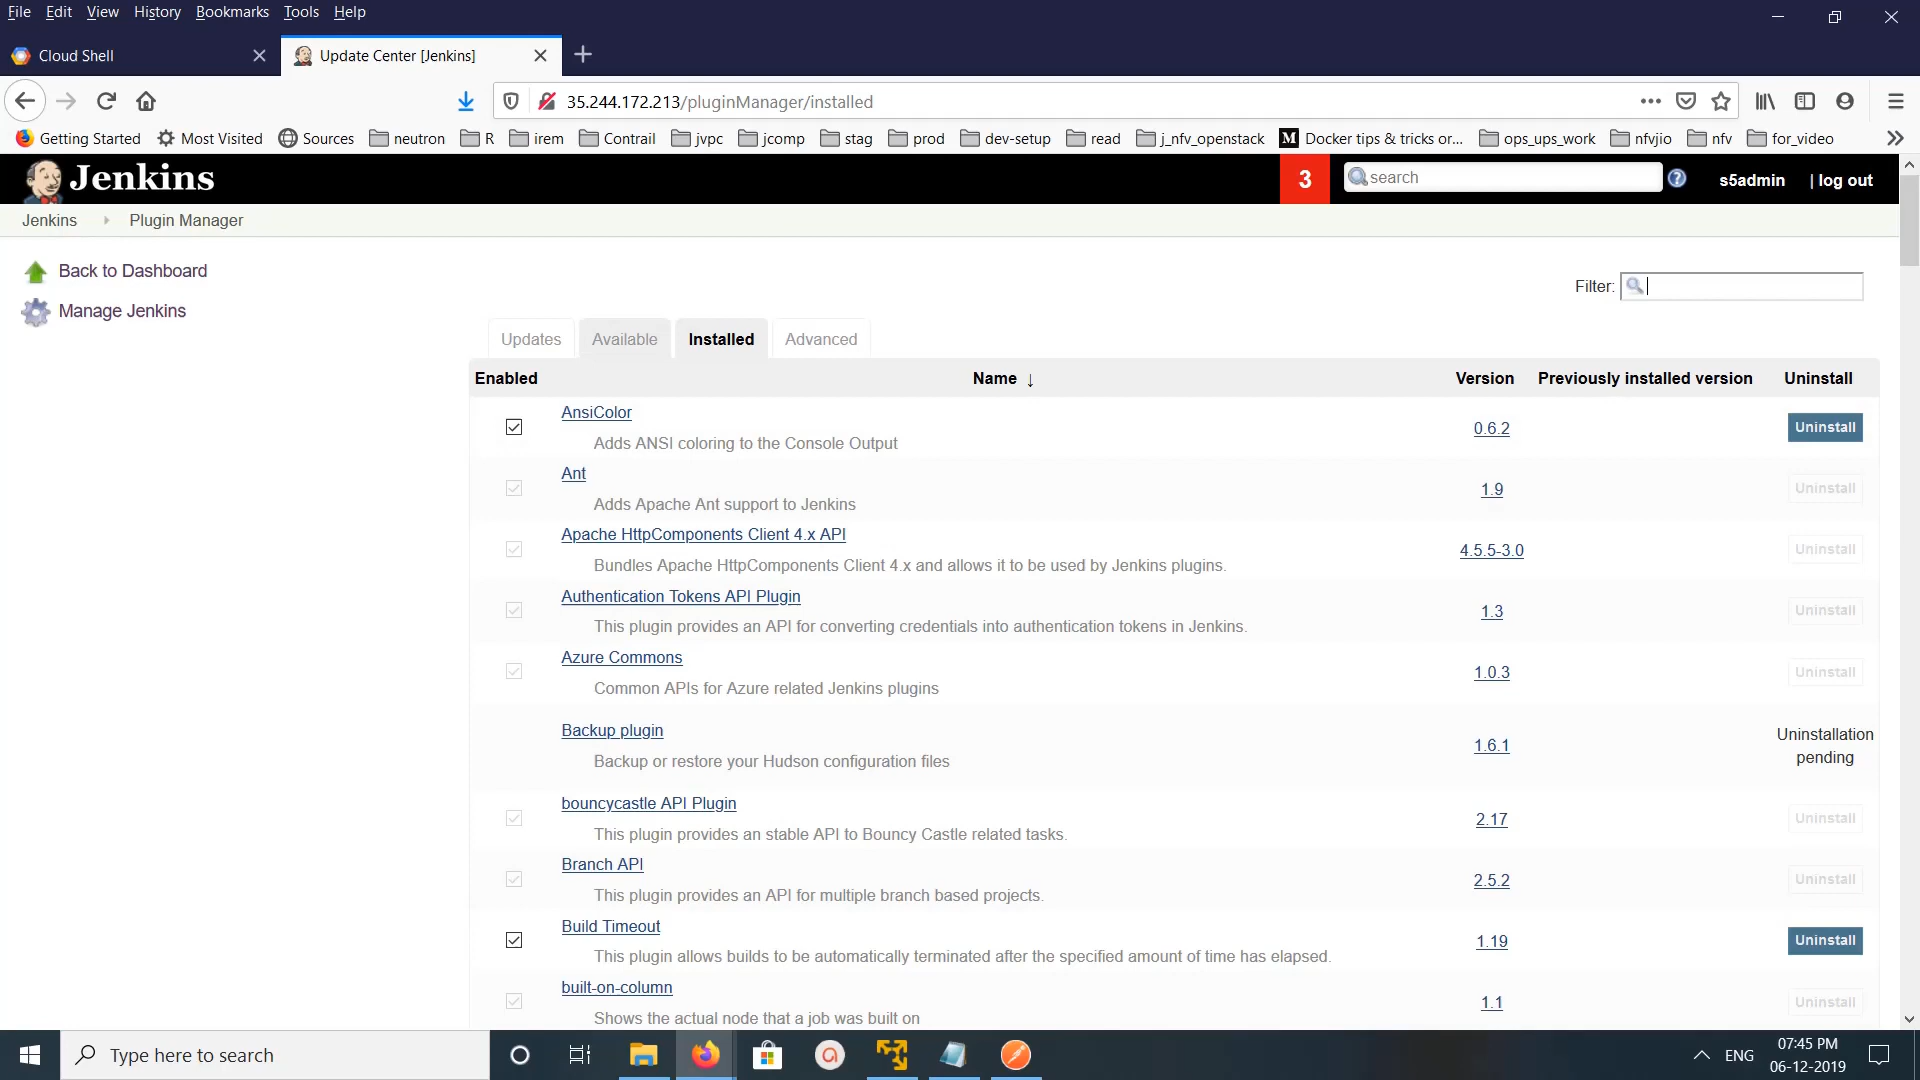 File Edit View History Bookmarks Tools Help
Cloud Shell
Update Center [Jenkins]
35.244.172.213/pluginManager/installed
Getting Started Most Visited Sources neutron R irem Contrail jvpc jcomp stag prod dev-setup read j_nfv_openstack M Docker tips & tricks or... ops_ups_work nfvjio nfv for_video
Jenkins
3
search
s5admin
| log out
Jenkins Plugin Manager
Back to Dashboard
Manage Jenkins
Filter:
Updates Available Installed Advanced
Enabled Name ↓ Version Previously installed version Uninstall
AnsiColor
Adds ANSI coloring to the Console Output
0.6.2
Uninstall
Ant
Adds Apache Ant support to Jenkins
1.9
Uninstall
Apache HttpComponents Client 4.x API
Bundles Apache HttpComponents Client 4.x and allows it to be used by Jenkins plugins.
4.5.5-3.0
Uninstall
Authentication Tokens API Plugin
This plugin provides an API for converting credentials into authentication tokens in Jenkins.
1.3
Uninstall
Azure Commons
Common APIs for Azure related Jenkins plugins
1.0.3
Uninstall
Backup plugin
Backup or restore your Hudson configuration files
1.6.1
Uninstallation
pending
bouncycastle API Plugin
This plugin provides an stable API to Bouncy Castle related tasks.
2.17
Uninstall
Branch API
This plugin provides an API for multiple branch based projects.
2.5.2
Uninstall
Build Timeout
This plugin allows builds to be automatically terminated after the specified amount of time has elapsed.
1.19
Uninstall
built-on-column
Shows the actual node that a job was built on
1.1
Uninstall
Type here to search
ENG
07:45 PM
06-12-2019